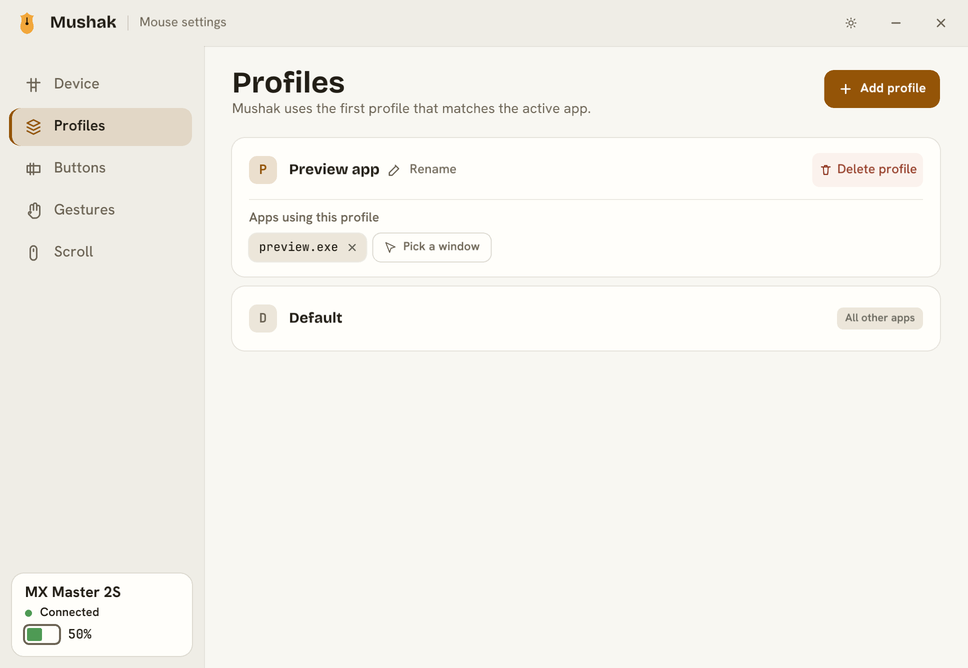 Mushak
Mouse settings
Device
Profiles
Buttons
Gestures
Scroll
MX Master 2S
Connected
50%
Profiles
Mushak uses the first profile that matches the active app.
Add profile
P
Preview app
Rename
Delete profile
Apps using this profile
preview.exe
Pick a window
D
Default
All other apps